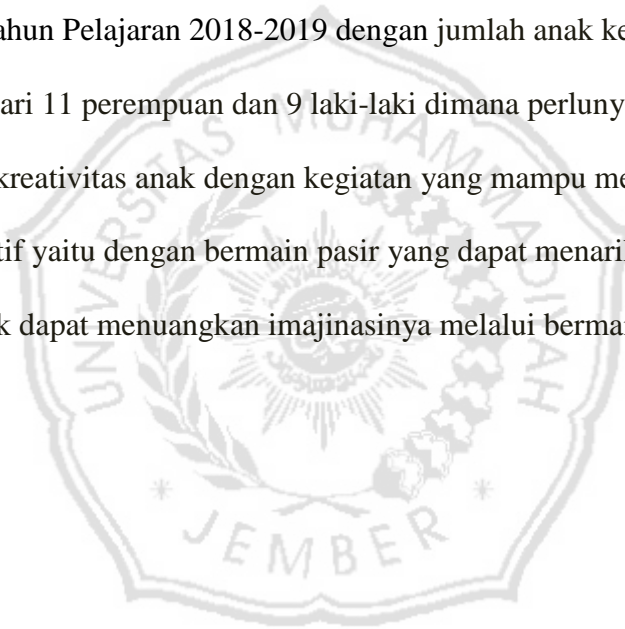 ahun Pelajaran 2018-2019 dengan jumlah anak ke
ari 11 perempuan dan 9 laki-laki dimana perluny
kreativitas anak dengan kegiatan yang mampu me
tif yaitu dengan bermain pasir yang dapat menari
k dapat menuangkan imajinasinya melalui berma
UNIVERSITAS MUHAMMADIYAH
JEMBER